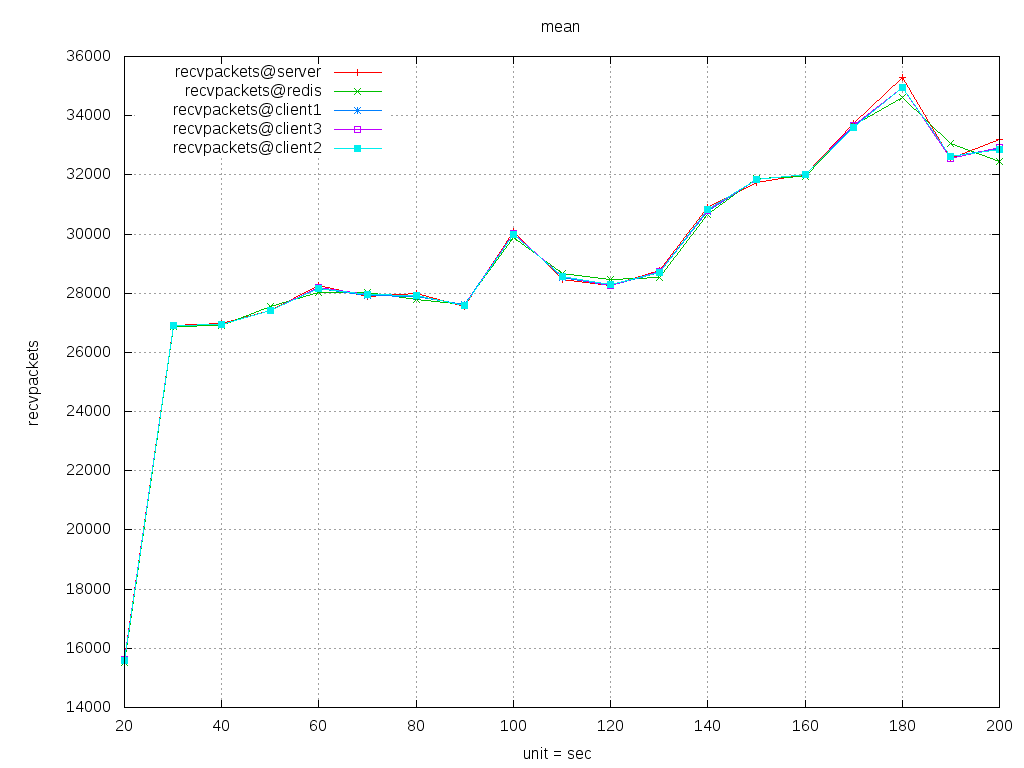 mean
36000
34000
32000
30000
28000
26000
24000
22000
20000
18000
16000
14000
recvpackets
recvpackets@server
recvpackets@redis
recvpackets@client1
recvpackets@client3
recvpackets@client2
20 40 60 80 100 120 140 160 180 200
unit = sec